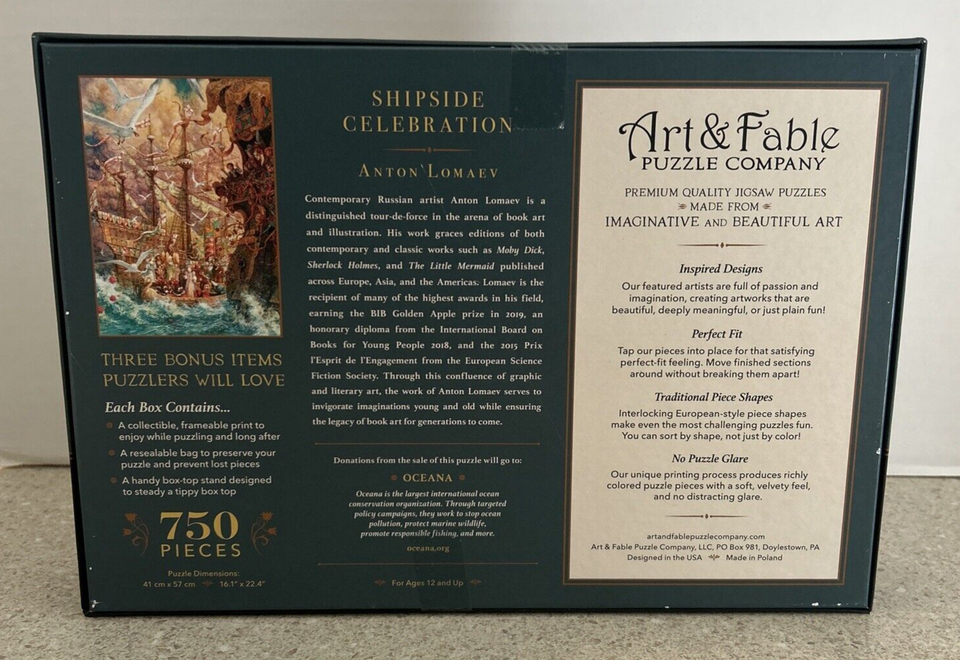 THREE BONUS ITEMS
PUZZLERS WILL LOVE
Each Box Contains...
A collectible, frameable print to
enjoy while puzzling and long after
A resealable bag to preserve your
puzzle and prevent lost pieces
A handy box-top stand designed
to steady a tippy box top
750
PIECES
Puzzle Dimensions:
41 cm x 57 cm 16.1" x 22.4"
SHIPSIDE
CELEBRATION
ANTON LOMAEV
Contemporary Russian artist Anton Lomaev is a
distinguished tour-de-force in the arena of book art
and illustration. His work graces editions of both
contemporary and classic works such as Moby Dick,
Sherlock Holmes, and The Little Mermaid published
across Europe, Asia, and the Americas. Lomaev is the
recipient of many of the highest awards in his field,
earning the BIB Golden Apple prize in 2019, an
honorary diploma from the International Board on
Books for Young People 2018, and the 2015 Prix
l'Esprit de l'Engagement from the European Science
Fiction Society. Through this confluence of graphic
and literary art, the work of Anton Lomaev serves to
invigorate imaginations young and old while ensuring
the legacy of book art for generations to come.
Donations from the sale of this puzzle will go to:
OCEANA
Oceana is the largest international ocean
conservation organization. Through targeted
policy campaigns, they work to stop ocean
pollution, protect marine wildlife,
promote responsible fishing, and more.
oceana.org
For Ages 12 and Up
Art & Fable
PUZZLE COMPANY
PREMIUM QUALITY JIGSAW PUZZLES
MADE FROM
IMAGINATIVE AND BEAUTIFUL ART
Inspired Designs
Our featured artists are full of passion and
imagination, creating artworks that are
beautiful, deeply meaningful, or just plain fun!
Perfect Fit
Tap our pieces into place for that satisfying
perfect-fit feeling. Move finished sections
around without breaking them apart!
Traditional Piece Shapes
Interlocking European-style piece shapes
make even the most challenging puzzles fun.
You can sort by shape, not just by color!
No Puzzle Glare
Our unique printing process produces richly
colored puzzle pieces with a soft, velvety feel,
and no distracting glare.
artandfablepuzzlecompany.com
Art & Fable Puzzle Company, LLC, PO Box 981, Doylestown, PA
Designed in the USA Made in Poland